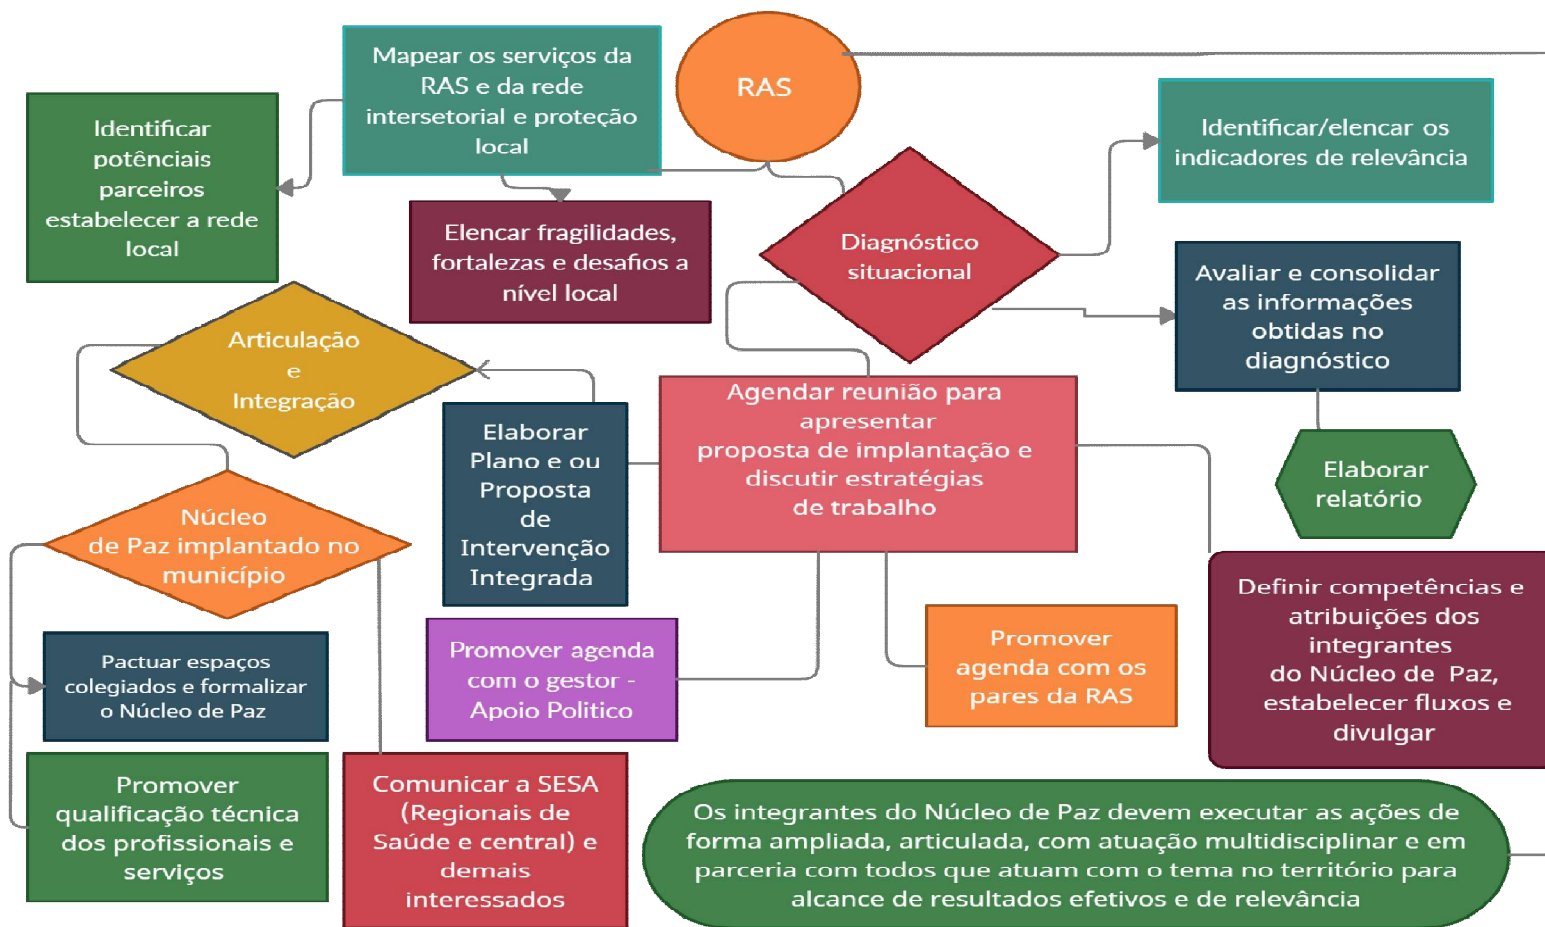 Mapear os serviços da
RAS e da rede
intersetorial e proteção
local
RAS
Identificar
potênciais
parceiros
estabelecer a rede
local
Identificar/elencar os
indicadores de relevância
Elencar fragilidades,
fortalezas e desafios a
nível local
Diagnóstico
situacional
Avaliar e consolidar
as informações
obtidas no
diagnóstico
Articulação
e
Integração
Agendar reunião para
apresentar
proposta de implantação e
discutir estratégias
de trabalho
Elaborar
Plano e ou
Proposta
de
Intervenção
Integrada
Elaborar
relatório
Núcleo
de Paz implantado no
município
Definir competências e
atribuições dos
integrantes
do Núcleo de Paz,
estabelecer fluxos e
divulgar
Promover agenda
com o gestor -
Apoio Politico
Promover
agenda com os
pares da RAS
Pactuar espaços
colegiados e formalizar
o Núcleo de Paz
Promover
qualificação técnica
dos profissionais e
serviços
Comunicar a SESA
(Regionais de
Saúde e central) e
demais
interessados
Os integrantes do Núcleo de Paz devem executar as ações de
forma ampliada, articulada, com atuação multidisciplinar e em
parceria com todos que atuam com o tema no território para
alcance de resultados efetivos e de relevância